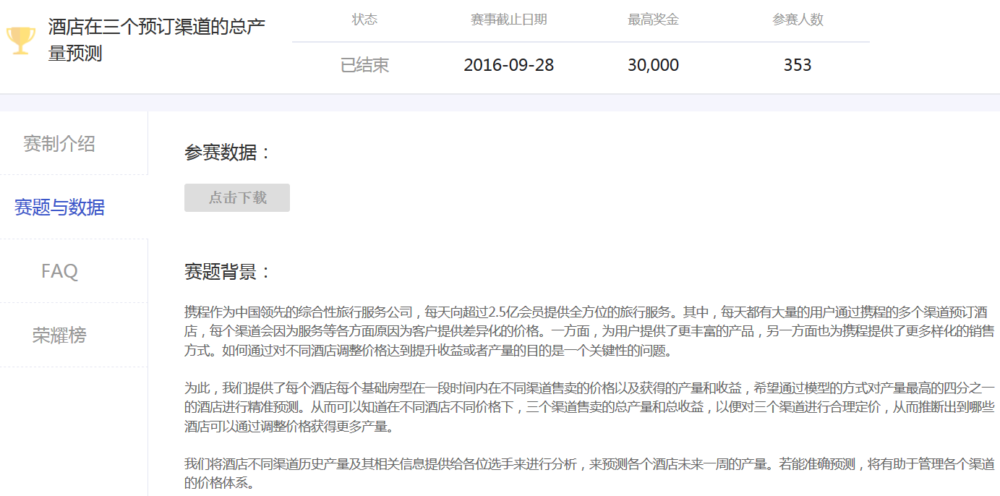 酒店在三个预订渠道的总产
量预测
状态
赛事截止日期
最高奖金
参赛人数
已结束
2016-09-28
30,000
353
赛制介绍
赛题与数据
FAQ
荣耀榜
参赛数据：
点击下载
赛题背景：
携程作为中国领先的综合性旅行服务公司，每天向超过2.5亿会员提供全方位的旅行服务。其中，每天都有大量的用户通过携程的多个渠道预订酒
店，每个渠道会因为服务等各方面原因为客户提供差异化的价格。一方面，为用户提供了更丰富的产品，另一方面也为携程提供了更多样化的销售
方式。如何通过对不同酒店调整价格达到提升收益或者产量的目的是一个关键性的问题。
为此，我们提供了每个酒店每个基础房型在一段时间内在不同渠道售卖的价格以及获得的产量和收益，希望通过模型的方式对产量最高的四分之一
的酒店进行精准预测。从而可以知道在不同酒店不同价格下，三个渠道售卖的总产量和总收益，以便对三个渠道进行合理定价，从而推断出到哪些
酒店可以通过调整价格获得更多产量。
我们将酒店不同渠道历史产量及其相关信息提供给各位选手来进行分析，来预测各个酒店未来一周的产量。若能准确预测，将有助于管理各个渠道
的价格体系。